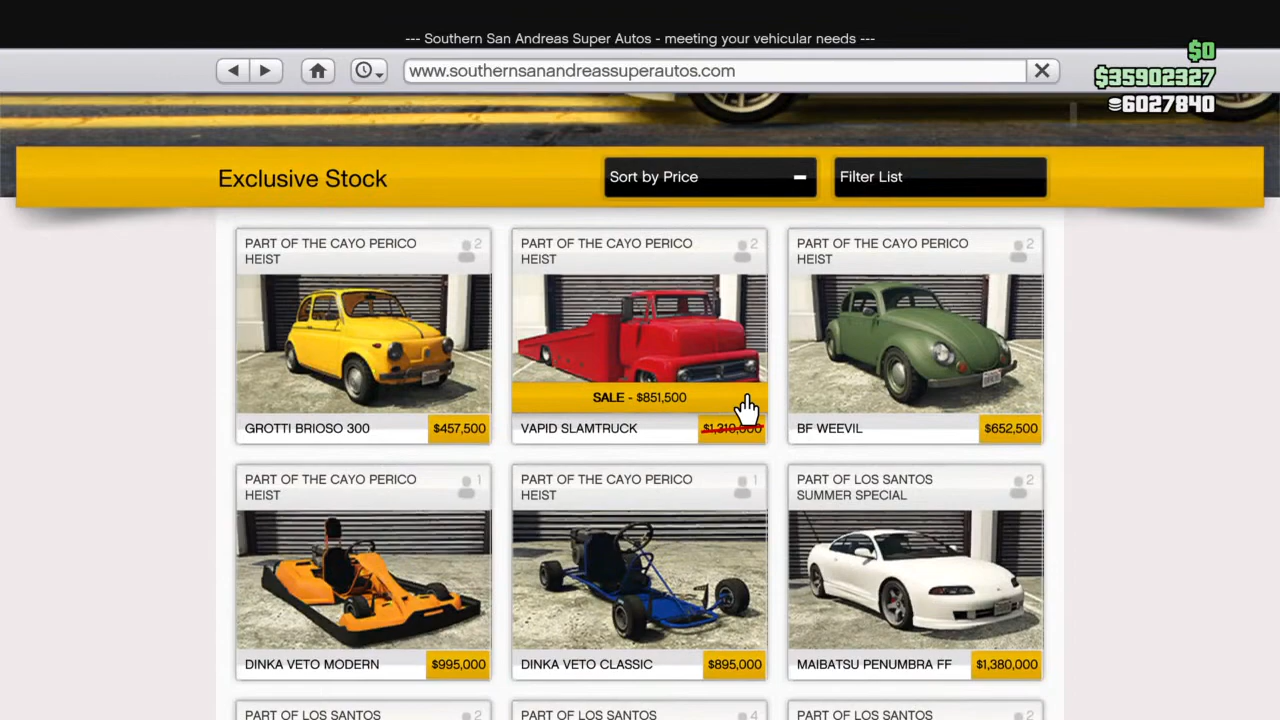 --- Southern San Andreas Super Autos - meeting your vehicular needs ---
$0
www.southernsanandreassuperautos.com
$35902327
6027840
Exclusive Stock
Sort by Price
Filter List
PART OF THE CAYO PERICO
HEIST
2
PART OF THE CAYO PERICO
HEIST
2
PART OF THE CAYO PERICO
HEIST
2
SALE - $851,500
GROTTI BRIOSO 300
$457,500
VAPID SLAMTRUCK
$1,310,000
BF WEEVIL
$652,500
PART OF THE CAYO PERICO
HEIST
1
PART OF THE CAYO PERICO
HEIST
1
PART OF LOS SANTOS
SUMMER SPECIAL
2
DINKA VETO MODERN
$995,000
DINKA VETO CLASSIC
$895,000
MAIBATSU PENUMBRA FF
$1,380,000
PART OF LOS SANTOS
2
PART OF LOS SANTOS
4
PART OF LOS SANTOS
2